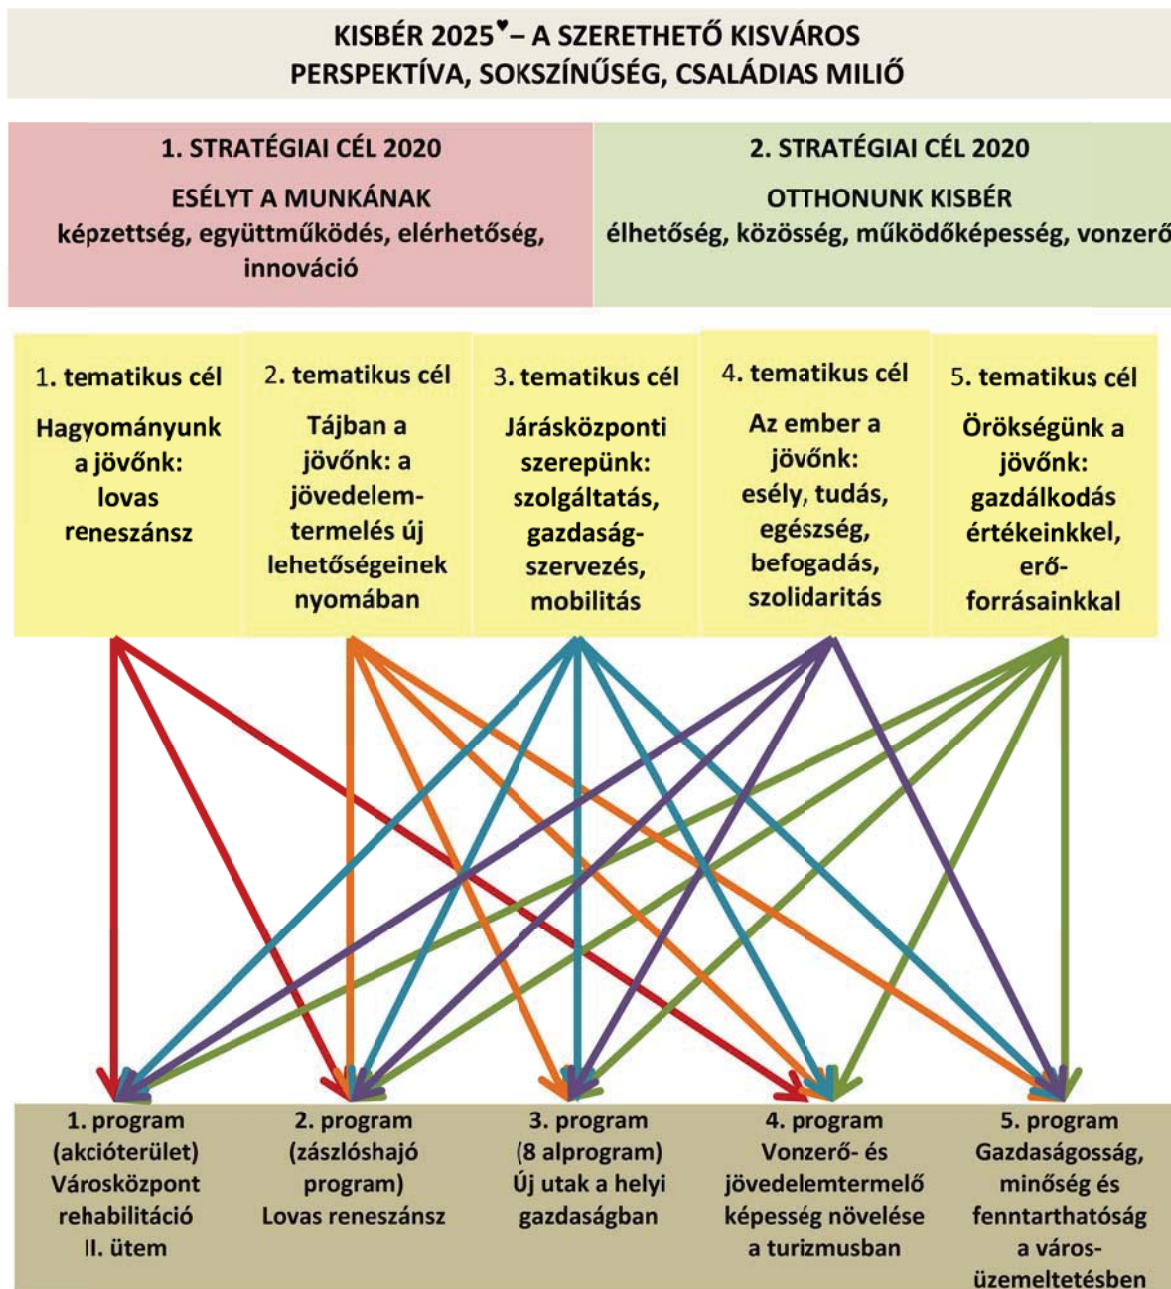 KISBÉR 2025♥– A SZERETHETŐ KISVÁROS
PERSPEKTÍVA, SOKSZÍNŰSÉG, CSALÁDIAS MILIŐ
1. STRATÉGIAI CÉL 2020
ESÉLYT A MUNKÁNAK
képzettség, együttműködés, elérhetőség,
innováció
2. STRATÉGIAI CÉL 2020
OTTHONUNK KISBÉR
élhetőség, közösség, működőképesség, vonzerő
1. tematikus cél
Hagyományunk
a jövőnk:
lovas
reneszánsz
2. tematikus cél
Tájban a
jövőnk: a
jövedelem-
termelés új
lehetőségeinek
nyomában
3. tematikus cél
Járásközponti
szerepünk:
szolgáltatás,
gazdaság-
szervezés,
mobilitás
4. tematikus cél
Az ember a
jövőnk:
esély, tudás,
egészség,
befogadás,
szolidaritás
5. tematikus cél
Örökségünk a
jövőnk:
gazdálkodás
értékeinkkel,
erő-
forrásainkkal
1. program
(akcióterület)
Városközpont
rehabilitáció
II. ütem
2. program
(zászlóshajó
program)
Lovas reneszánsz
3. program
(8 alprogram)
Új utak a helyi
gazdaságban
4. program
Vonzerő- és
jövedelemtermelő
képesség növelése
a turizmusban
5. program
Gazdaságosság,
minőség és
fenntarthatóság
a város-
üzemeltetésben